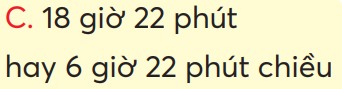 C. 18 giờ 22 phút
hay 6 giờ 22 phút chiều